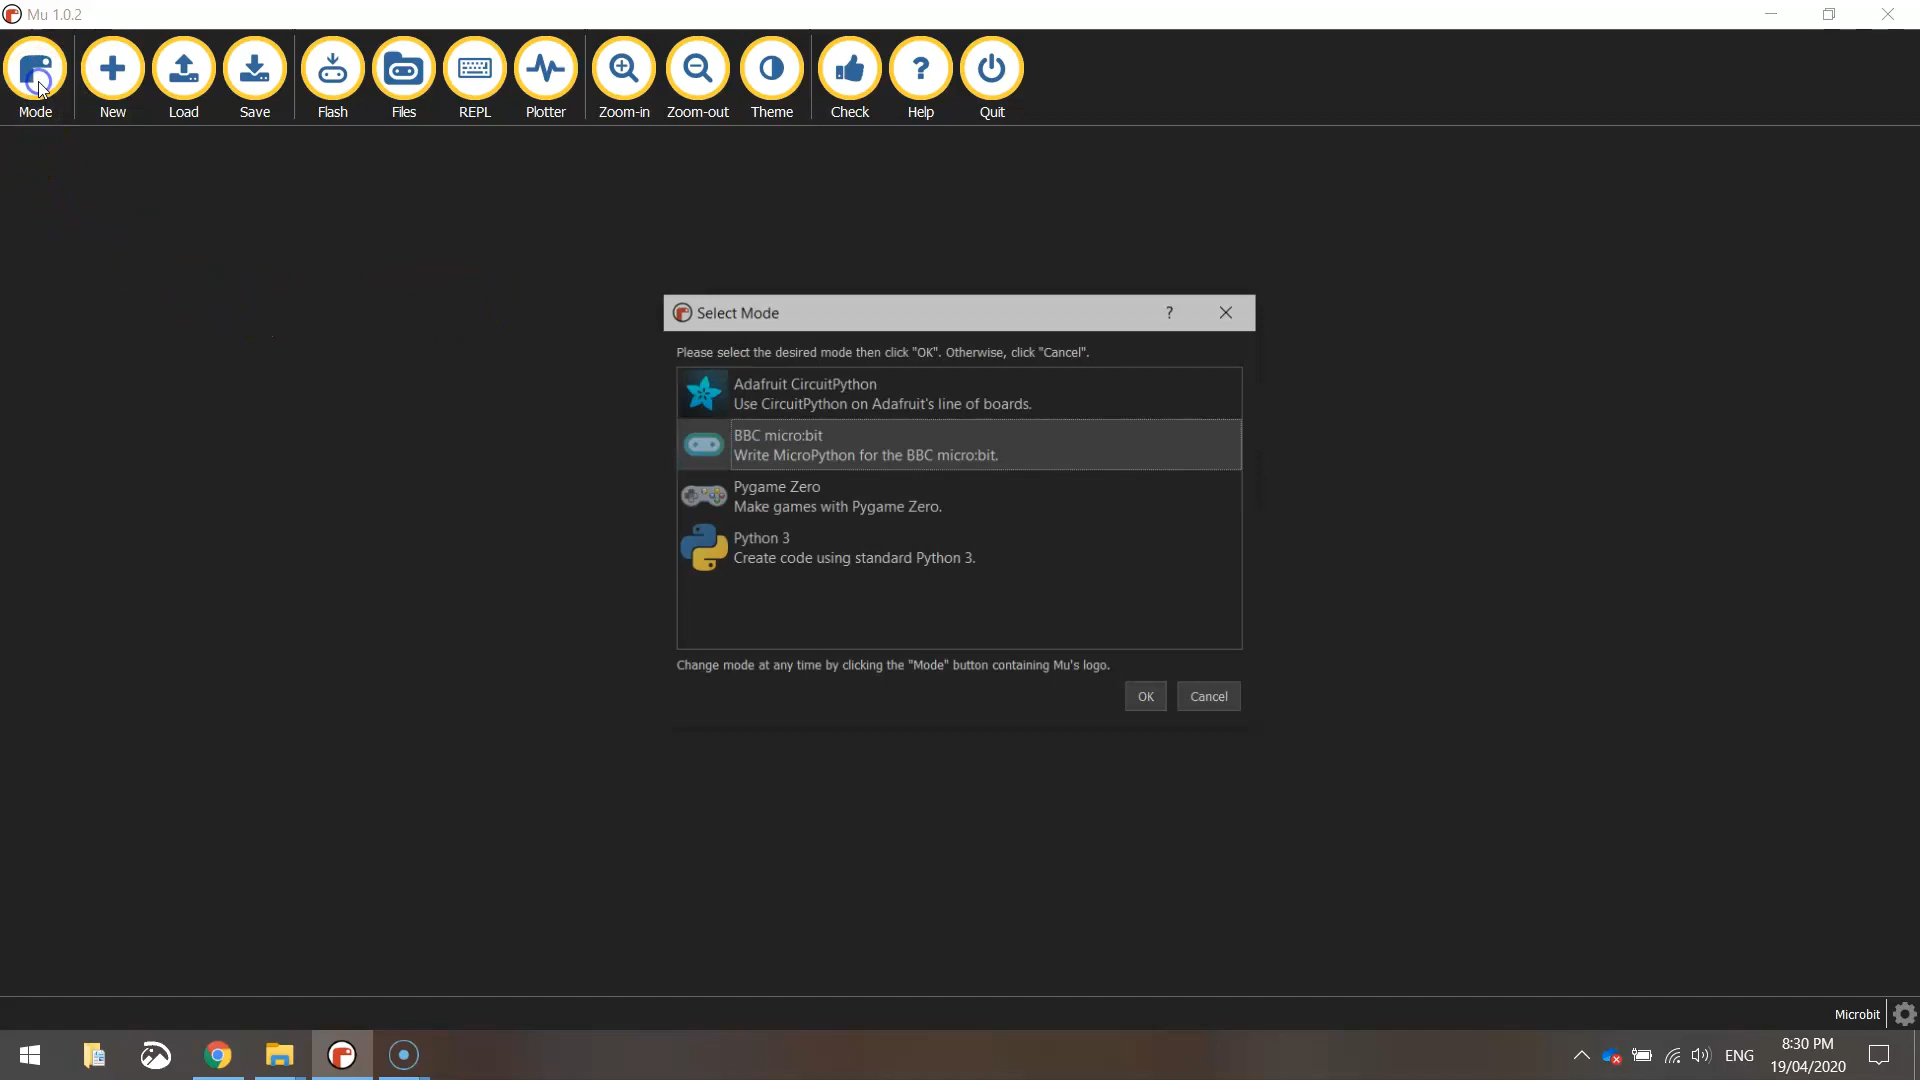 Mu 1.0.2
Mode New Load Save Flash Files REPL Plotter Zoom-in Zoom-out Theme Check Help Quit
Select Mode
Please select the desired mode then click "OK". Otherwise, click "Cancel".
Adafruit CircuitPython
Use CircuitPython on Adafruit's line of boards.
BBC micro:bit
Write MicroPython for the BBC micro:bit.
Pygame Zero
Make games with Pygame Zero.
Python 3
Create code using standard Python 3.
Change mode at any time by clicking the "Mode" button containing Mu's logo.
OK Cancel
Microbit
ENG
8:30 PM
19/04/2020